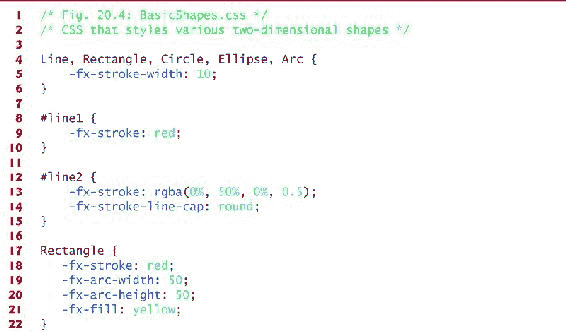 1 /* Fig. 20.4: BasicShapes.css */
2 /* CSS that styles various two-dimensional shapes */
3
4 Line, Rectangle, Circle, Ellipse, Arc {
5 -fx-stroke-width: 10;
6 }
7
8 #line1 {
9 -fx-stroke: red;
10 }
11
12 #line2 {
13 -fx-stroke: rgba(0%, 50%, 0%, 0.5);
14 -fx-stroke-line-cap: round;
15 }
16
17 Rectangle {
18 -fx-stroke: red;
19 -fx-arc-width: 50;
20 -fx-arc-height: 50;
21 -fx-fill: yellow;
22 }